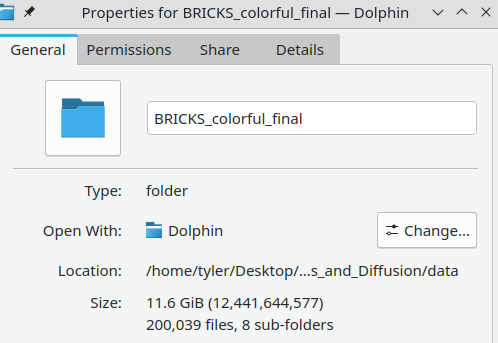 Properties for BRICKS_colorful_final — Dolphin
General Permissions Share Details
BRICKS_colorful_final
Type: folder
Open With: Dolphin Change...
Location: /home/tyler/Desktop/...s_and_Diffusion/data
Size: 11.6 GiB (12,441,644,577)
200,039 files, 8 sub-folders